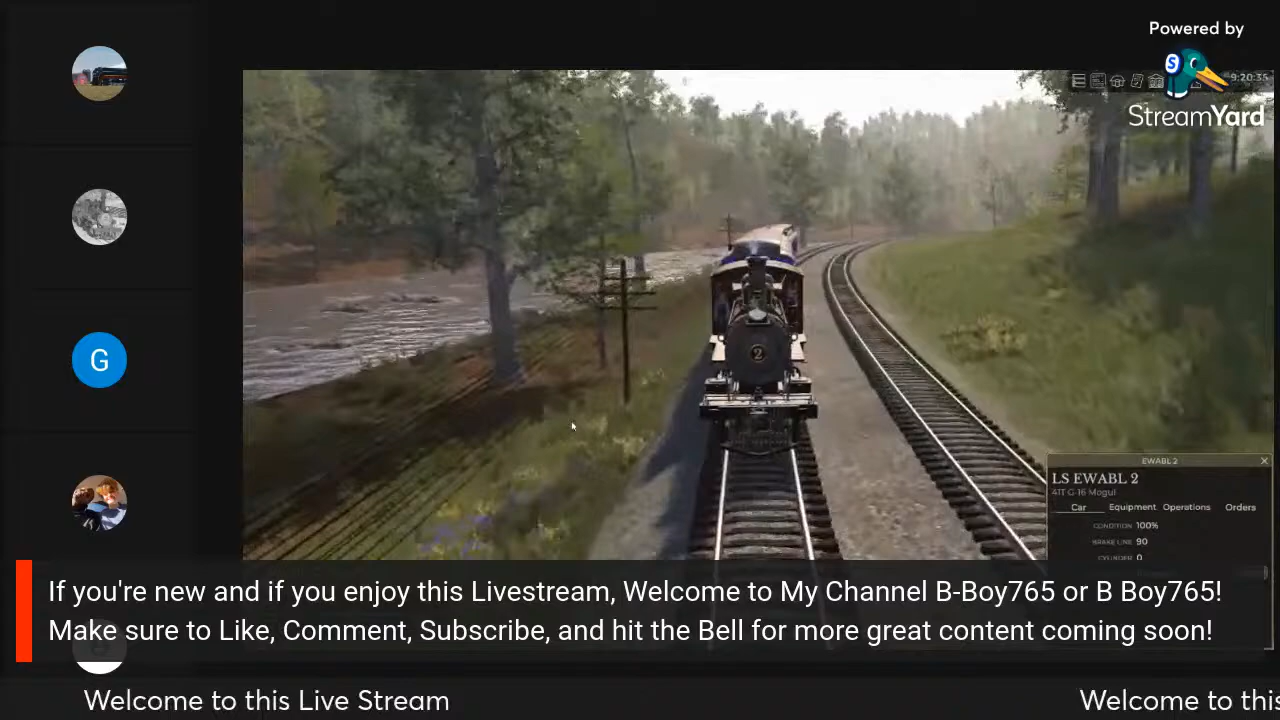 Powered by
9:20:35
StreamYard
G
2
EWABL 2
LS EWABL 2
41T G-16 Mogul
Car Equipment Operations Orders
CONDITION 100%
BRAKE LINE 90
CYLINDER 0
If you're new and if you enjoy this Livestream, Welcome to My Channel B-Boy765 or B Boy765!
Make sure to Like, Comment, Subscribe, and hit the Bell for more great content coming soon!
Welcome to this Live Stream
Welcome to this